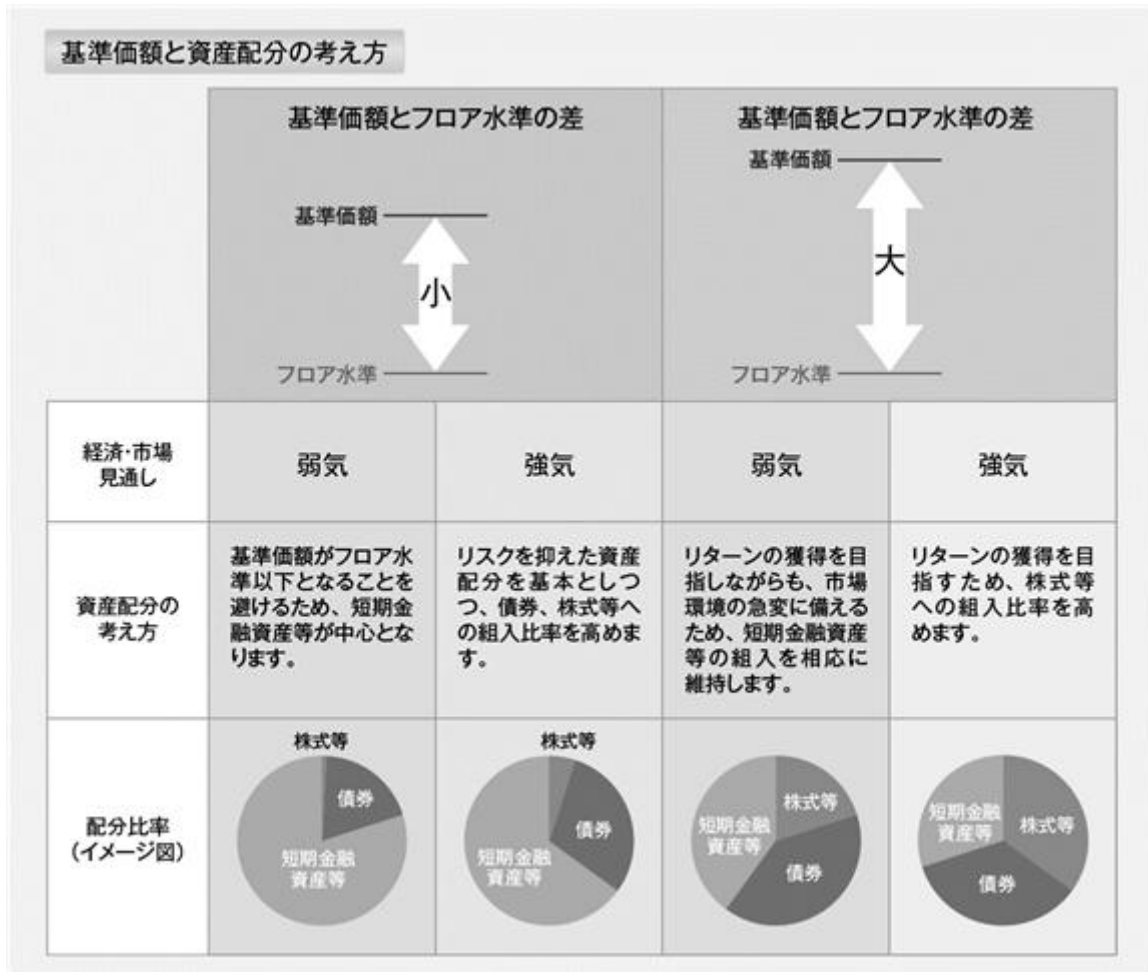 基準価額と資産配分の考え方
基準価額とフロア水準の差
基準価額
小
フロア水準
基準価額とフロア水準の差
基準価額
大
フロア水準
経済・市場
見通し
弱気
強気
弱気
強気
資産配分の
考え方
基準価額がフロア水
準以下となることを
避けるため、短期金
融資産等が中心とな
ります。
リスクを抑えた資産
配分を基本としつ
つ、債券、株式等へ
の組入比率を高めま
す。
リターンの獲得を目
指しながらも、市場
環境の急変に備える
ため、短期金融資産
等の組入を相応に
維持します。
リターンの獲得を目
指すため、株式等
への組入比率を高
めます。
配分比率
（イメージ図）
株式等
債券
短期金融
資産等
株式等
債券
短期金融
資産等
株式等
短期金融
資産等
債券
短期金融
資産等
株式等
債券